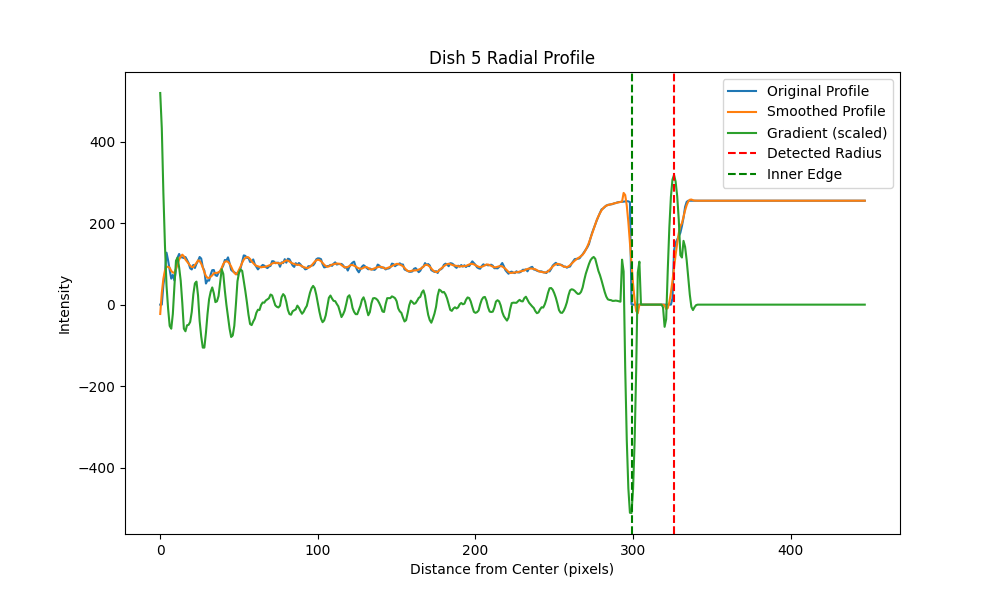 Dish 5 Radial Profile
Original Profile
Smoothed Profile
Gradient (scaled)
Detected Radius
Inner Edge
400
200
0
−200
−400
Intensity
0 100 200 300 400
Distance from Center (pixels)